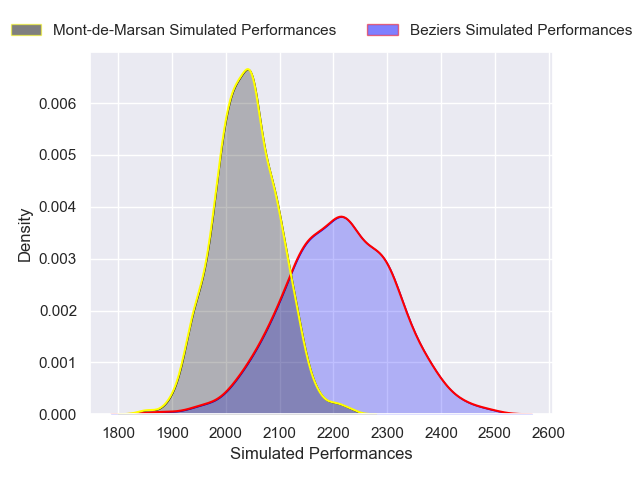 Mont-de-Marsan Simulated Performances
Beziers Simulated Performances
0.006
0.005
0.004
0.003
0.002
0.001
0.000
Density
1800 1900 2000 2100 2200 2300 2400 2500 2600
Simulated Performances